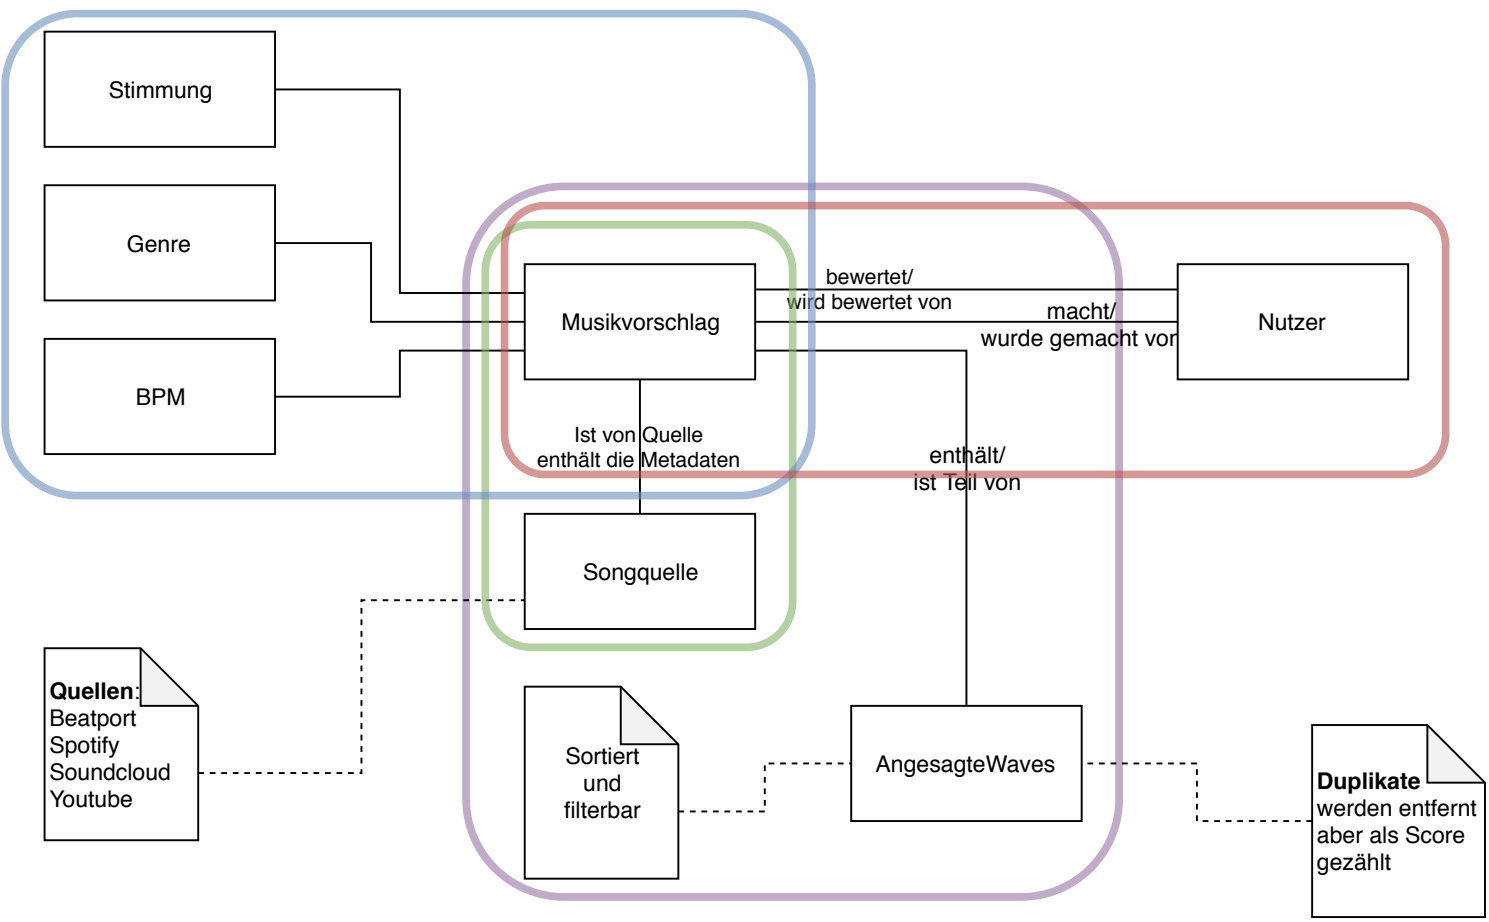 Stimmung
Genre
BPM
Musikvorschlag
bewertet/
wird bewertet von
macht/
wurde gemacht von
Nutzer
Ist von Quelle
enthält die Metadaten
enthält/
ist Teil von
Songquelle
Quellen:
Beatport
Spotify
Soundcloud
Youtube
Sortiert
und
filterbar
AngesagteWaves
Duplikate
werden entfernt
aber als Score
gezählt